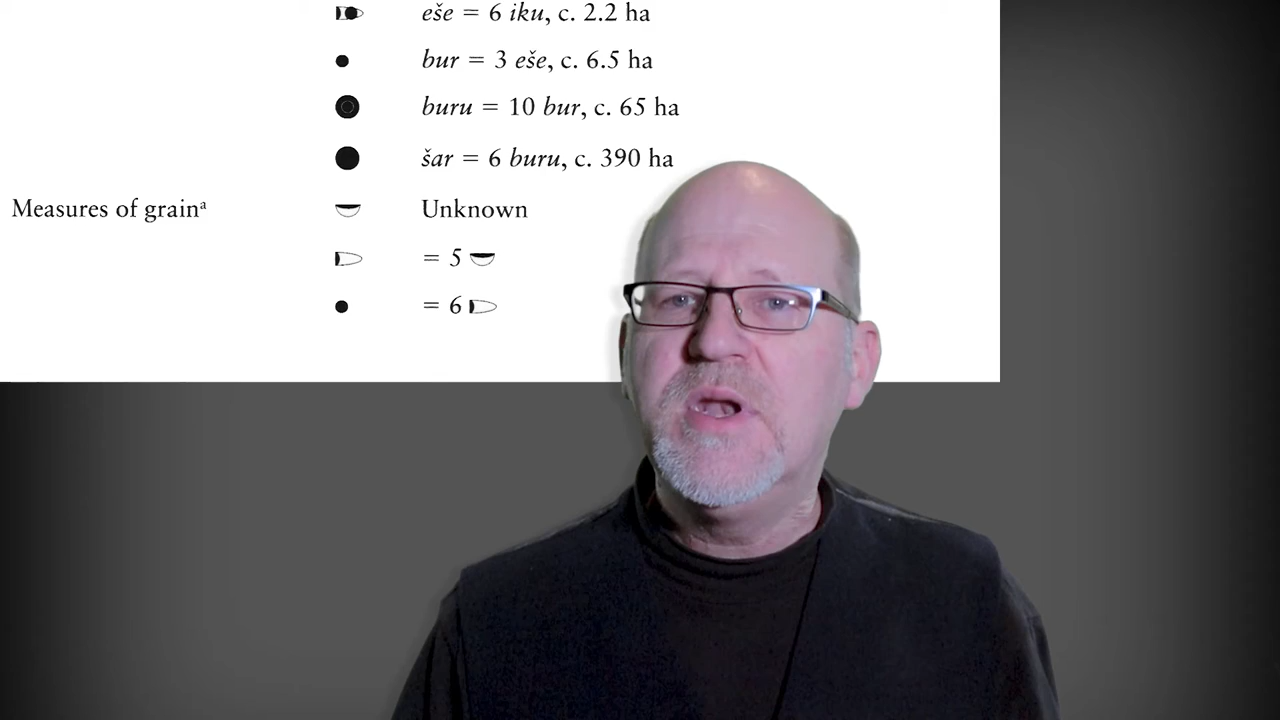 eše = 6 iku, c. 2.2 ha
bur = 3 eše, c. 6.5 ha
buru = 10 bur, c. 65 ha
šar = 6 buru, c. 390 ha
Measures of grainᵃ Unknown
= 5
= 6